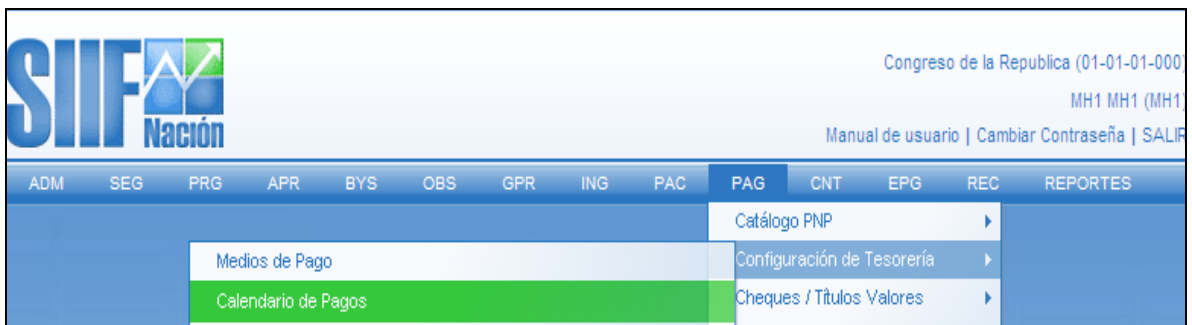 SIIF
Nación
Congreso de la Republica (01-01-01-000)
MH1 MH1 (MH1)
Manual de usuario | Cambiar Contraseña | SALIR
ADM SEG PRG APR BYS OBS GPR ING PAC PAG CNT EPG REC REPORTES
Catálogo PNP
Medios de Pago
Configuración de Tesorería
Calendario de Pagos
Cheques / Títulos Valores